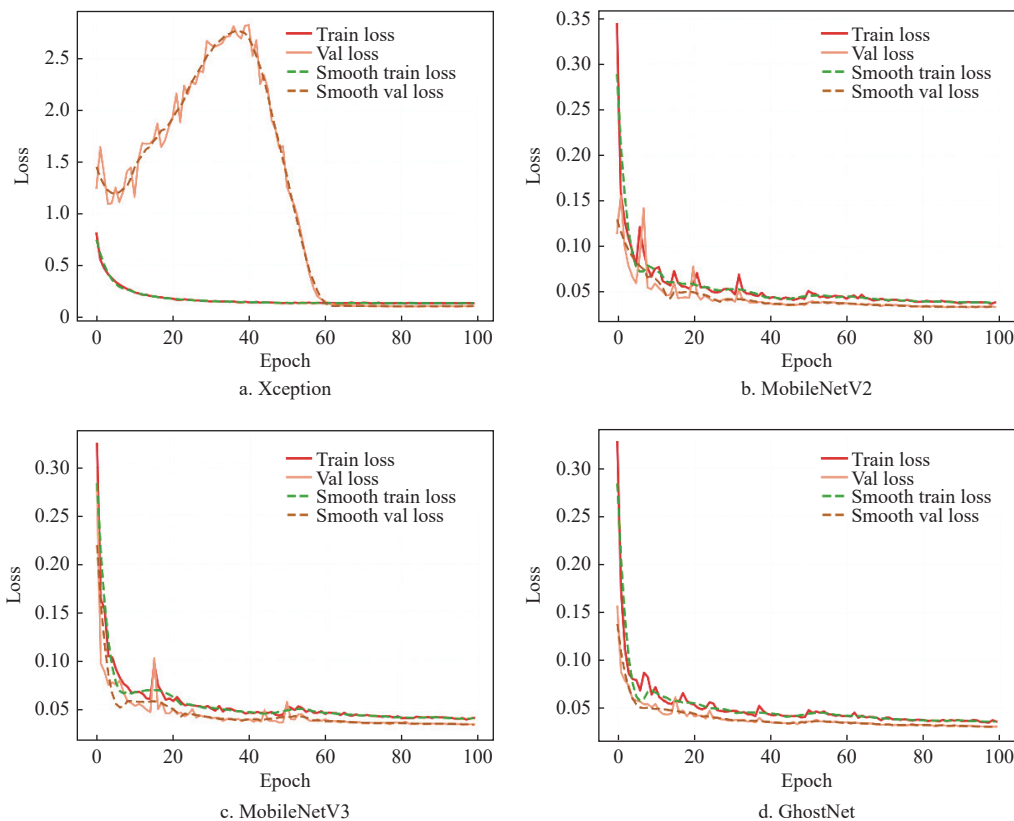 2.5
2.0
1.5
1.0
0.5
0
Loss
Train loss
Val loss
Smooth train loss
Smooth val loss
0 20 40 60 80 100
Epoch
a. Xception
0.35
0.30
0.25
0.20
0.15
0.10
0.05
Loss
Train loss
Val loss
Smooth train loss
Smooth val loss
0 20 40 60 80 100
Epoch
b. MobileNetV2
0.30
0.25
0.20
0.15
0.10
0.05
Loss
Train loss
Val loss
Smooth train loss
Smooth val loss
0 20 40 60 80 100
Epoch
c. MobileNetV3
0.30
0.25
0.20
0.15
0.10
0.05
Loss
Train loss
Val loss
Smooth train loss
Smooth val loss
0 20 40 60 80 100
Epoch
d. GhostNet